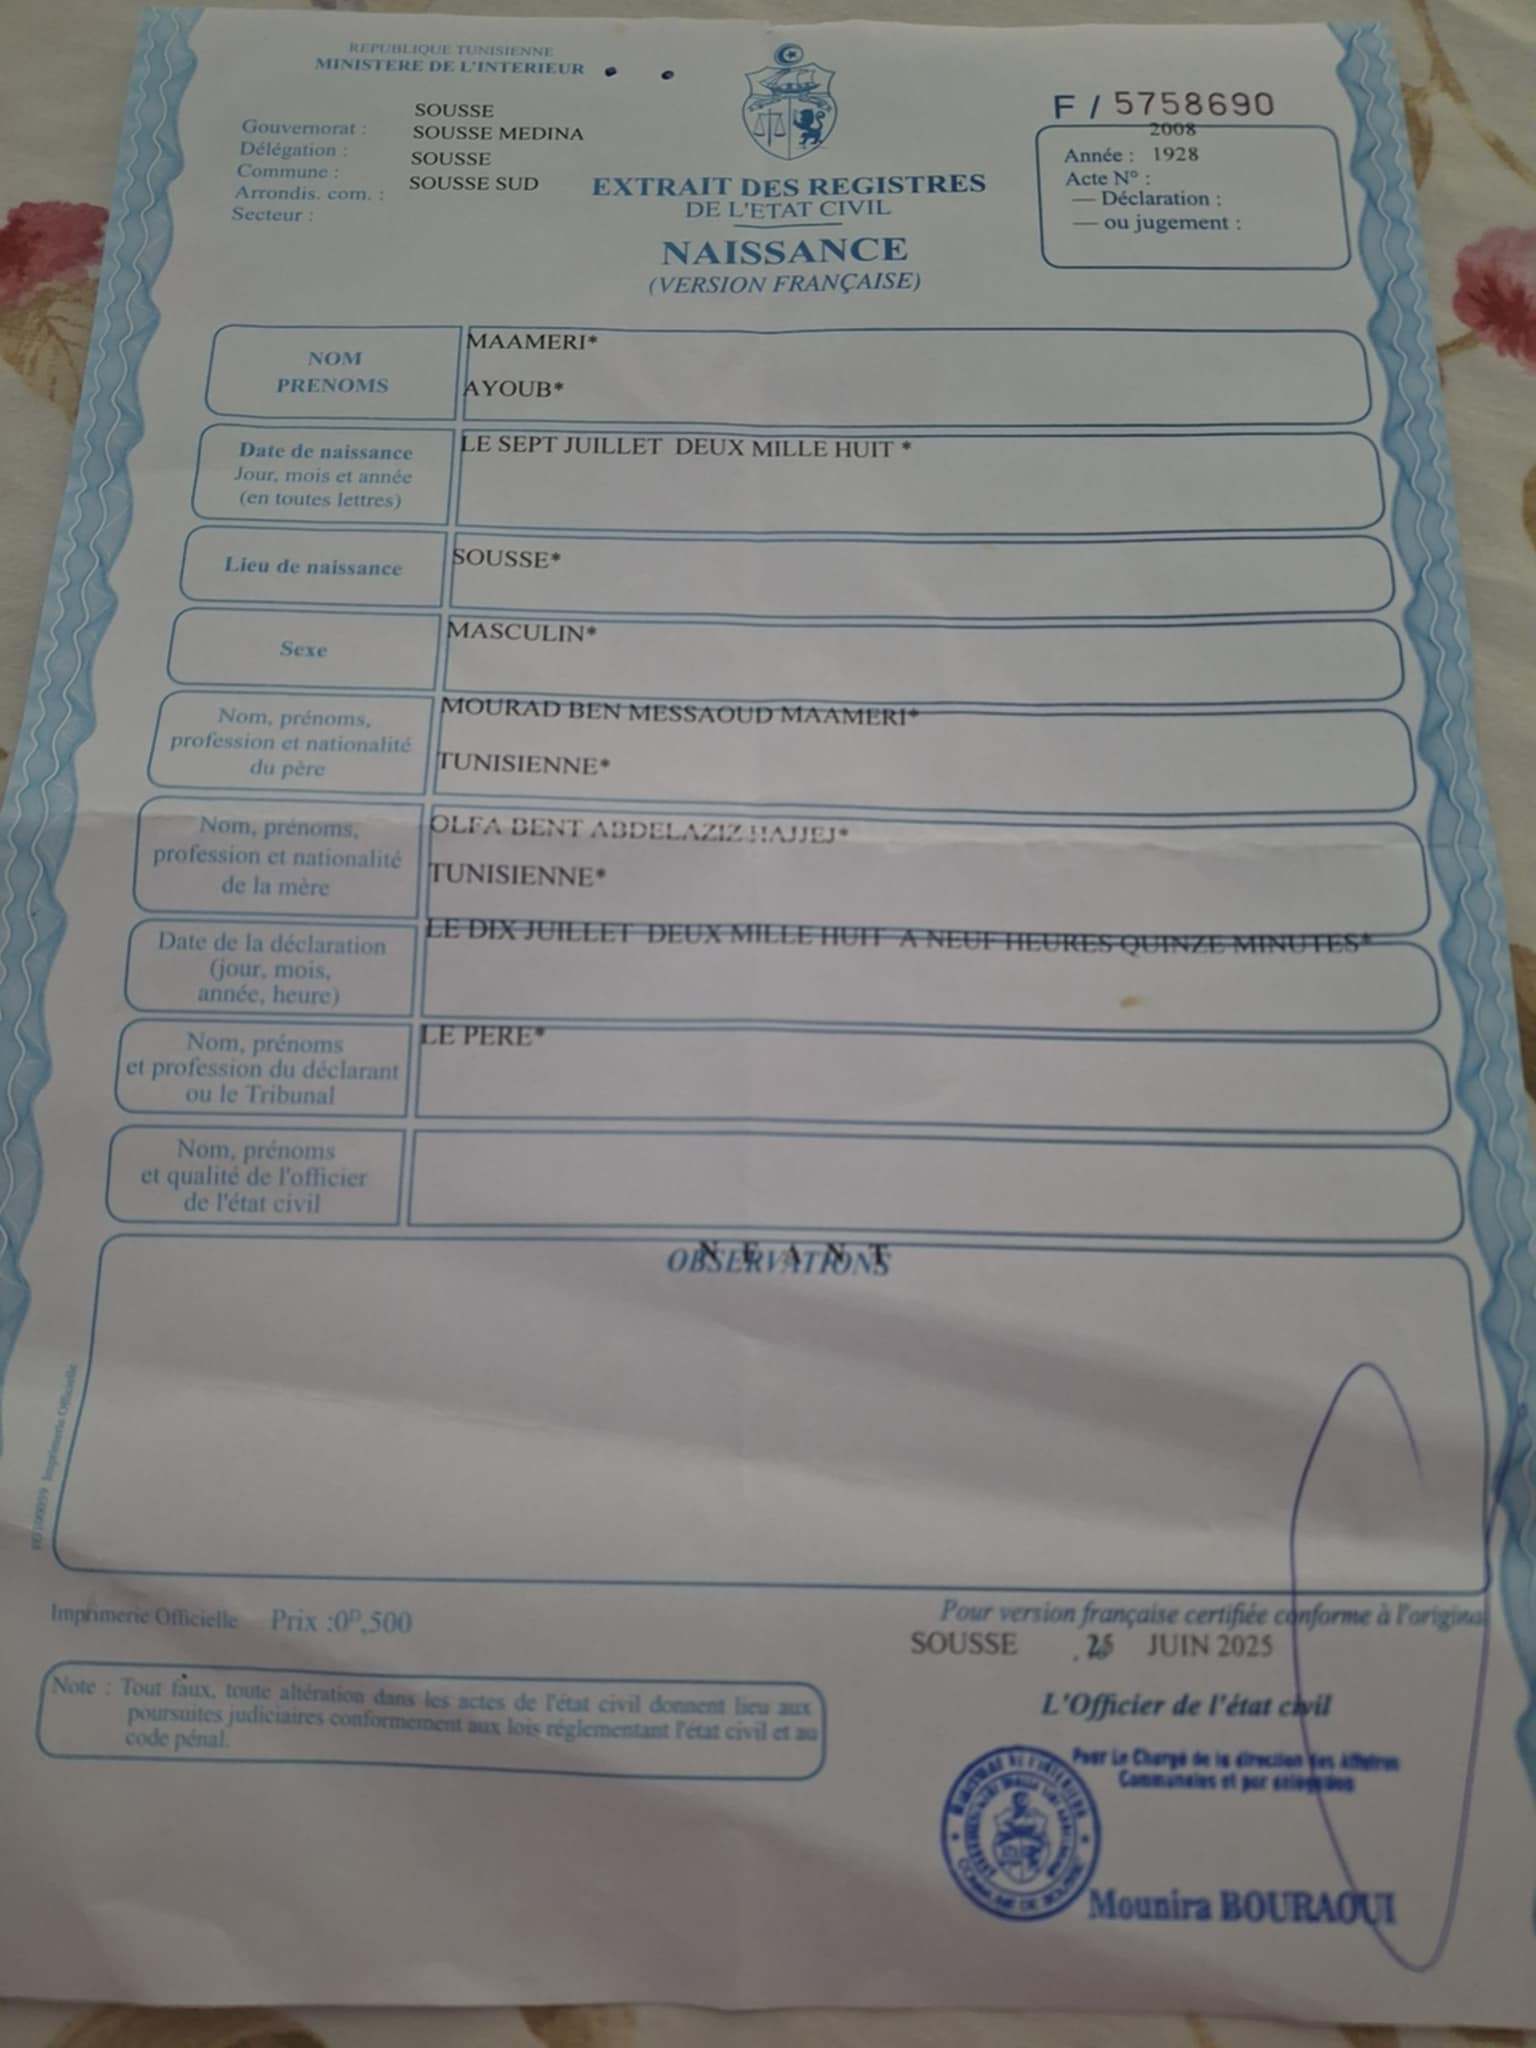 REPUBLIQUE TUNISIENNE
MINISTERE DE L'INTERIEUR
Gouvernorat : SOUSSE
Délégation : SOUSSE MEDINA
Commune : SOUSSE
Arrondis. com. : SOUSSE SUD
Secteur :
EXTRAIT DES REGISTRES
DE L'ETAT CIVIL
NAISSANCE
(VERSION FRANÇAISE)
F / 5758690
2008
Année : 1928
Acte N° :
— Déclaration :
— ou jugement :
NOM
PRENOMS
MAAMERI*
AYOUB*
Date de naissance
Jour, mois et année
(en toutes lettres)
LE SEPT JUILLET DEUX MILLE HUIT *
Lieu de naissance
SOUSSE*
Sexe
MASCULIN*
Nom, prénoms,
profession et nationalité
du père
MOURAD BEN MESSAOUD MAAMERI*
TUNISIENNE*
Nom, prénoms,
profession et nationalité
de la mère
OLFA BENT ABDELAZIZ HAJJEJ*
TUNISIENNE*
Date de la déclaration
(jour, mois,
année, heure)
LE DIX JUILLET DEUX MILLE HUIT A NEUF HEURES QUINZE MINUTES*
Nom, prénoms
et profession du déclarant
ou le Tribunal
LE PERE*
Nom, prénoms
et qualité de l'officier
de l'état civil
N E A N T
OBSERVATIONS
Imprimerie Officielle
Imprimerie Officielle Prix :0D,500
Note : Tout faux, toute altération dans les actes de l'état civil donnent lieu aux
poursuites judiciaires conformement aux lois réglementant l'état civil et au
code pénal.
Pour version française certifiée conforme à l'origina
SOUSSE JUIN 2025
L'Officier de l'état civil
Pour Le Chargé de la direction des Affaires
Communales et par délégation
COMMUNE DE SOUSSE
Mounira BOURAOUI